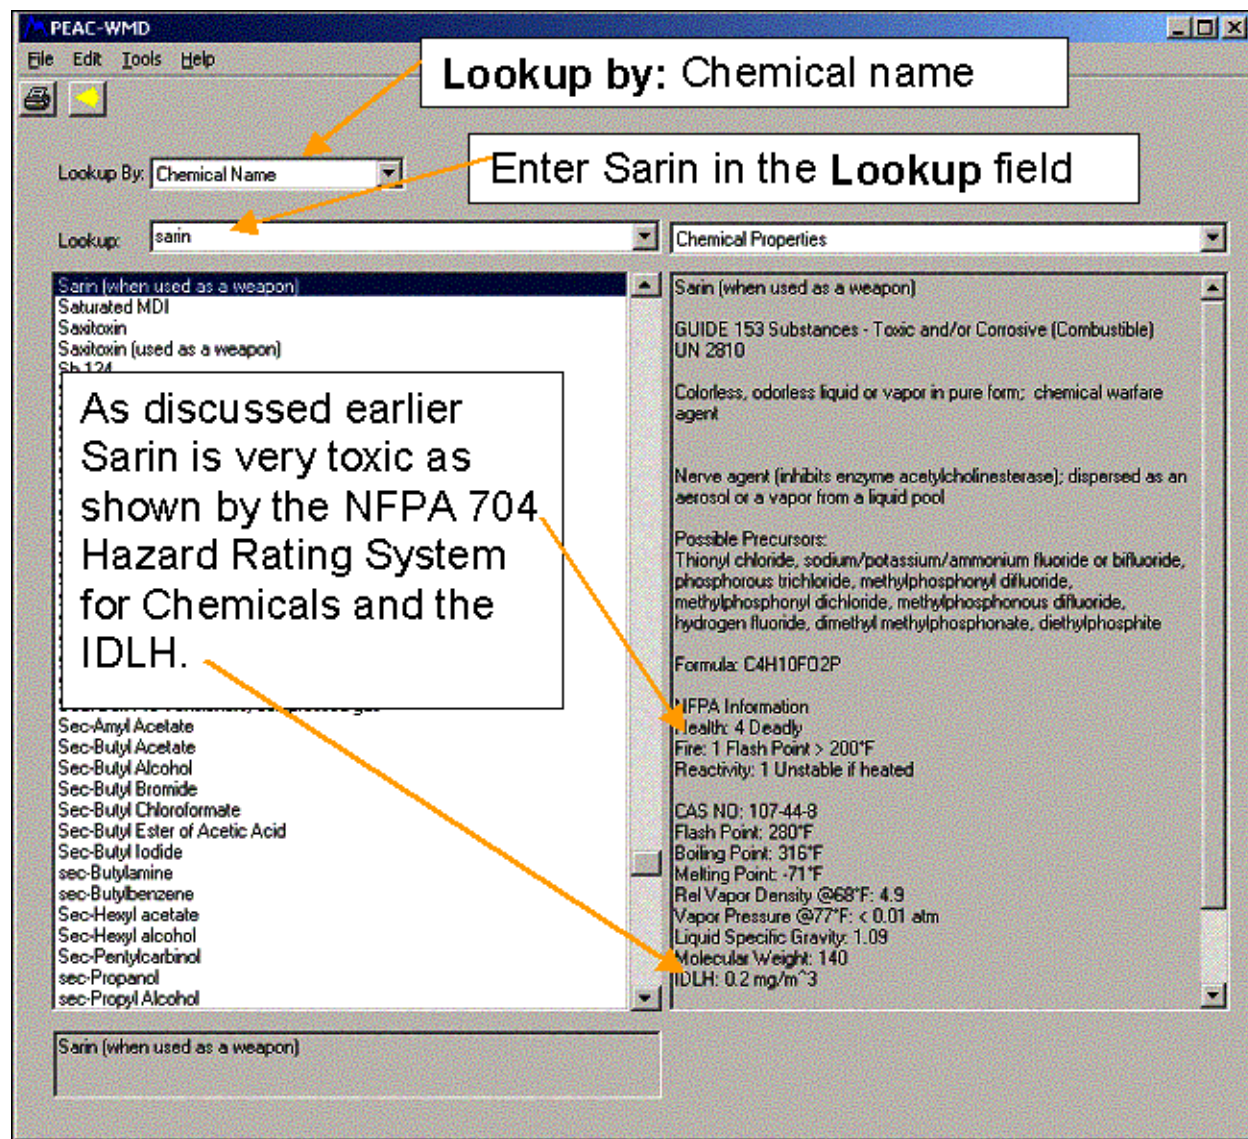 PEAC-WMD
File Edit Tools Help
Lookup by: Chemical name
Enter Sarin in the Lookup field
Lookup By: Chemical Name
Lookup: sarin
Chemical Properties
Sarin (when used as a weapon)
Saturated MDI
Saxitoxin
Saxitoxin (used as a weapon)
Sb 124
As discussed earlier
Sarin is very toxic as
shown by the NFPA 704
Hazard Rating System
for Chemicals and the
IDLH.
Sec-Amyl Acetate
Sec-Butyl Acetate
Sec-Butyl Alcohol
Sec-Butyl Bromide
Sec-Butyl Chloroformate
Sec-Butyl Ester of Acetic Acid
Sec-Butyl Iodide
sec-Butylamine
sec-Butylbenzene
Sec-Hexyl acetate
Sec-Hexyl alcohol
Sec-Pentylcarbinol
sec-Propanol
sec-Propyl Alcohol
Sarin (when used as a weapon)
GUIDE 153 Substances - Toxic and/or Corrosive (Combustible)
UN 2810
Colorless, odorless liquid or vapor in pure form; chemical warfare
agent
Nerve agent (inhibits enzyme acetylcholinesterase); dispersed as an
aerosol or a vapor from a liquid pool
Possible Precursors:
Thionyl chloride, sodium/potassium/ammonium fluoride or bifluoride,
phosphorous trichloride, methylphosphonyl difluoride,
methylphosphonyl dichloride, methylphosphonous difluoride,
hydrogen fluoride, dimethyl methylphosphonate, diethylphosphite
Formula: C4H10FO2P
NFPA Information
Health: 4 Deadly
Fire: 1 Flash Point > 200°F
Reactivity: 1 Unstable if heated
CAS NO: 107-44-8
Flash Point: 280°F
Boiling Point: 316°F
Melting Point: -71°F
Rel Vapor Density @68°F: 4.9
Vapor Pressure @77°F: < 0.01 atm
Liquid Specific Gravity: 1.09
Molecular Weight: 140
IDLH: 0.2 mg/m^3
Sarin (when used as a weapon)